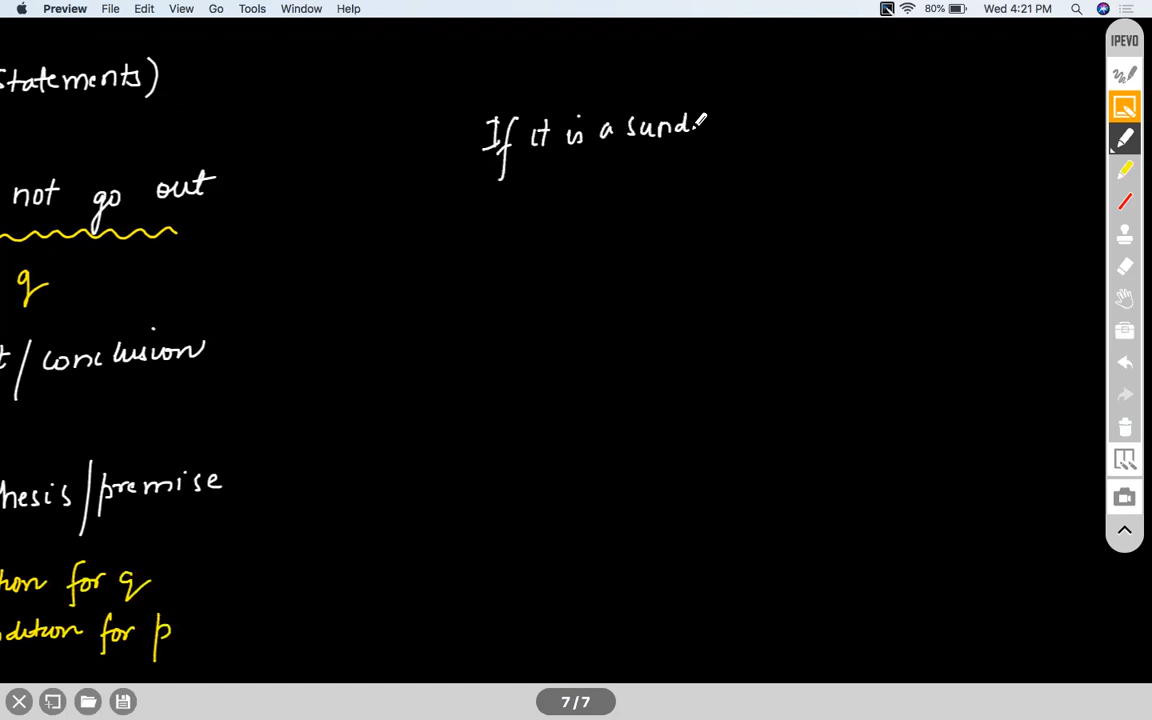 Preview File Edit View Go Tools Window Help 80% Wed 4:21 PM
IPEVO
Statements)
If it is a sund
not go out
q
/conclusion
hesis/premise
for q
for p
7/7